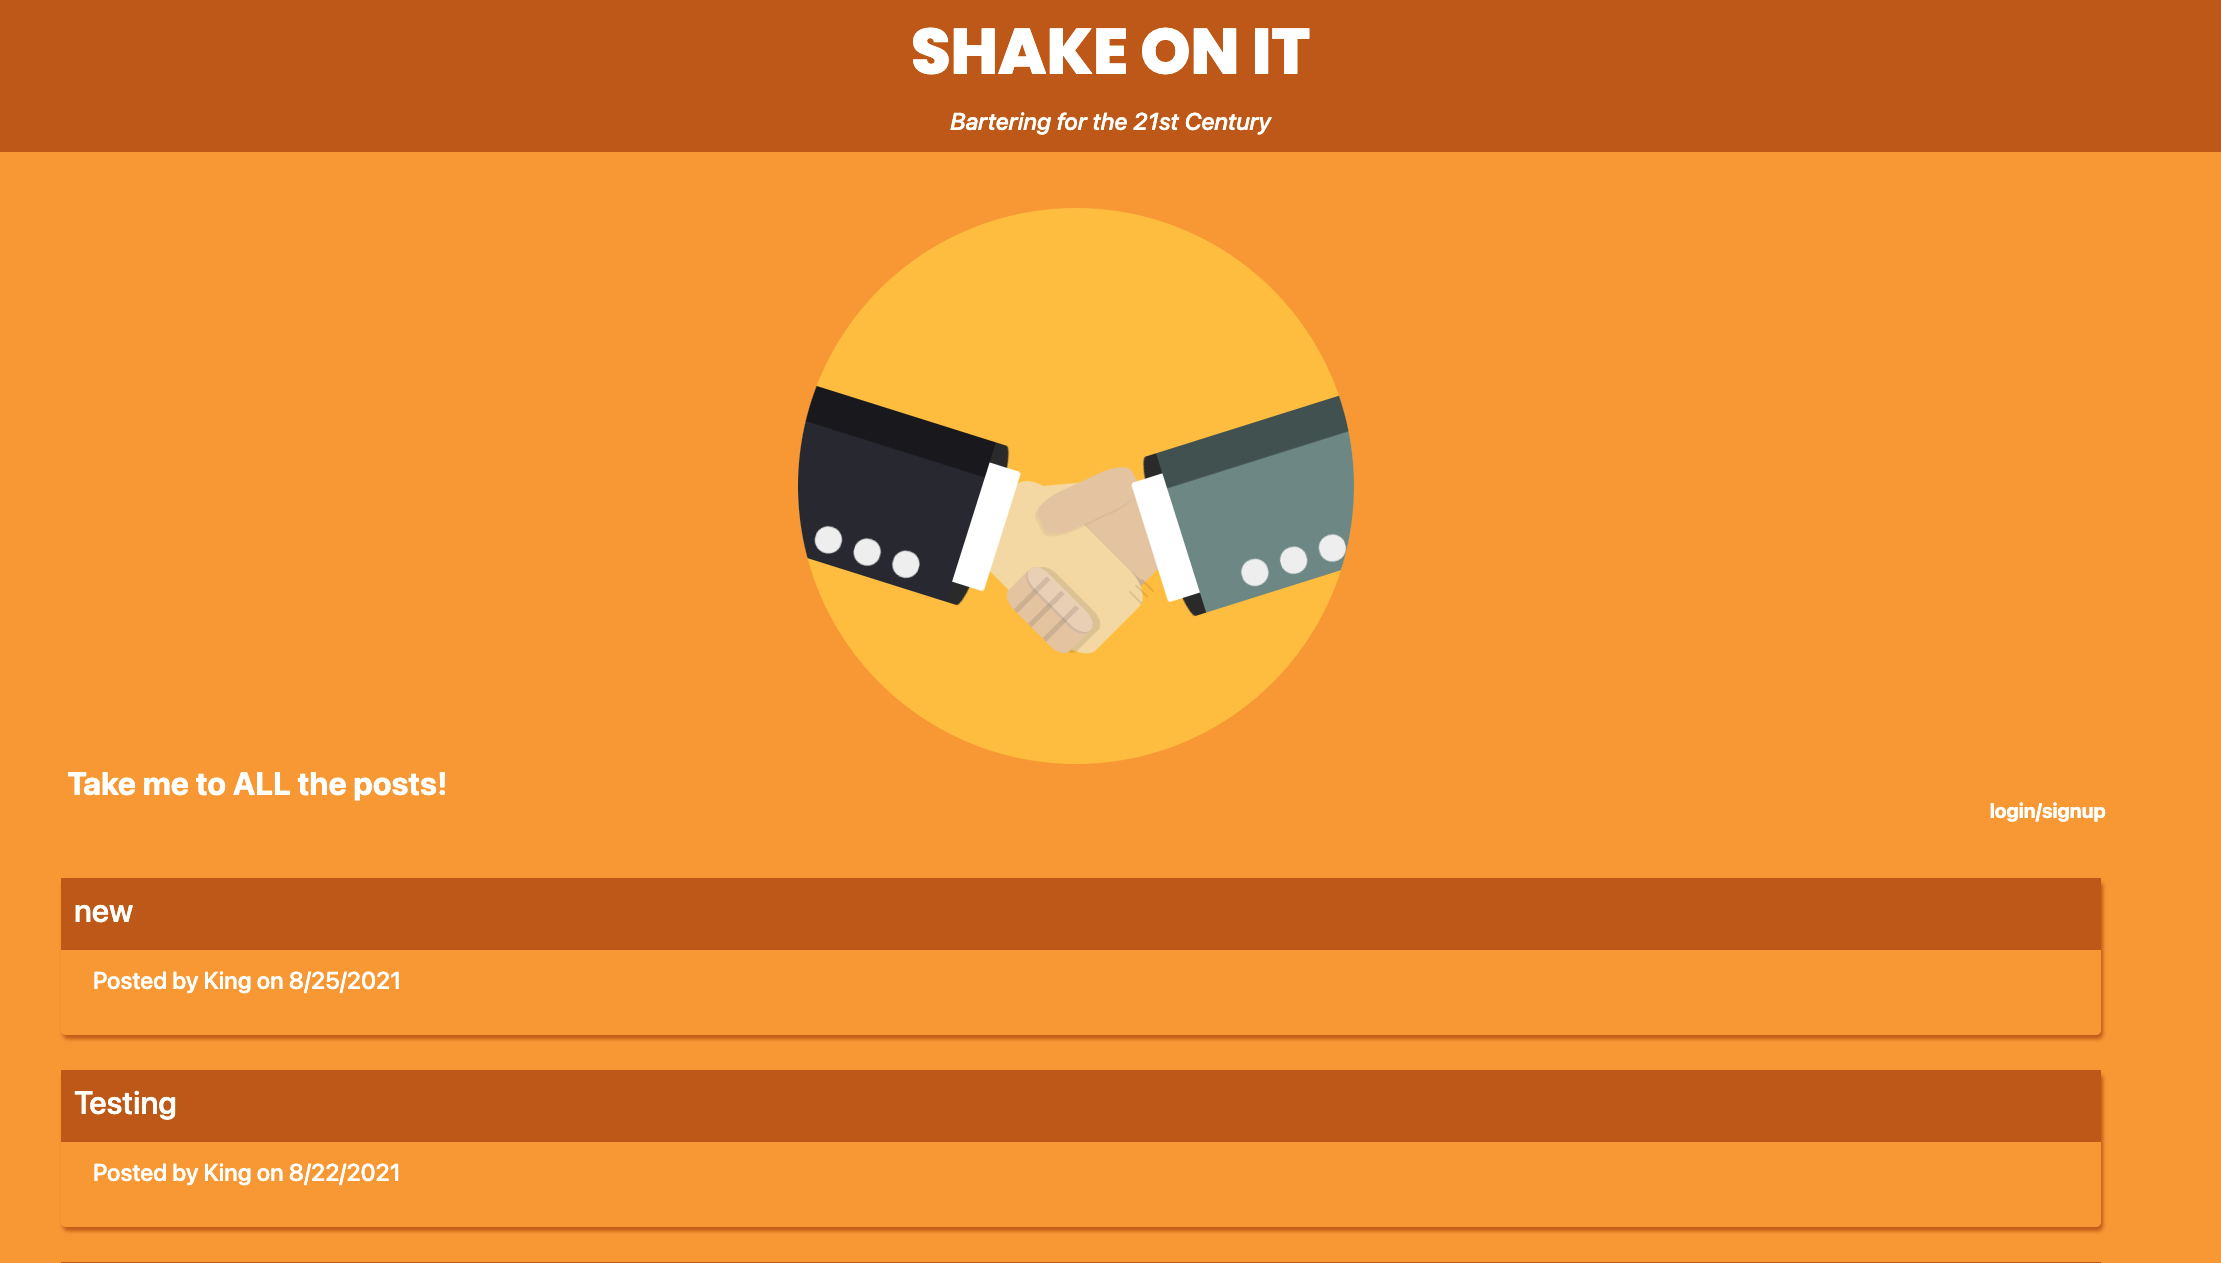 SHAKE ON IT
Bartering for the 21st Century
Take me to ALL the posts!
login/signup
new
Posted by King on 8/25/2021
Testing
Posted by King on 8/22/2021